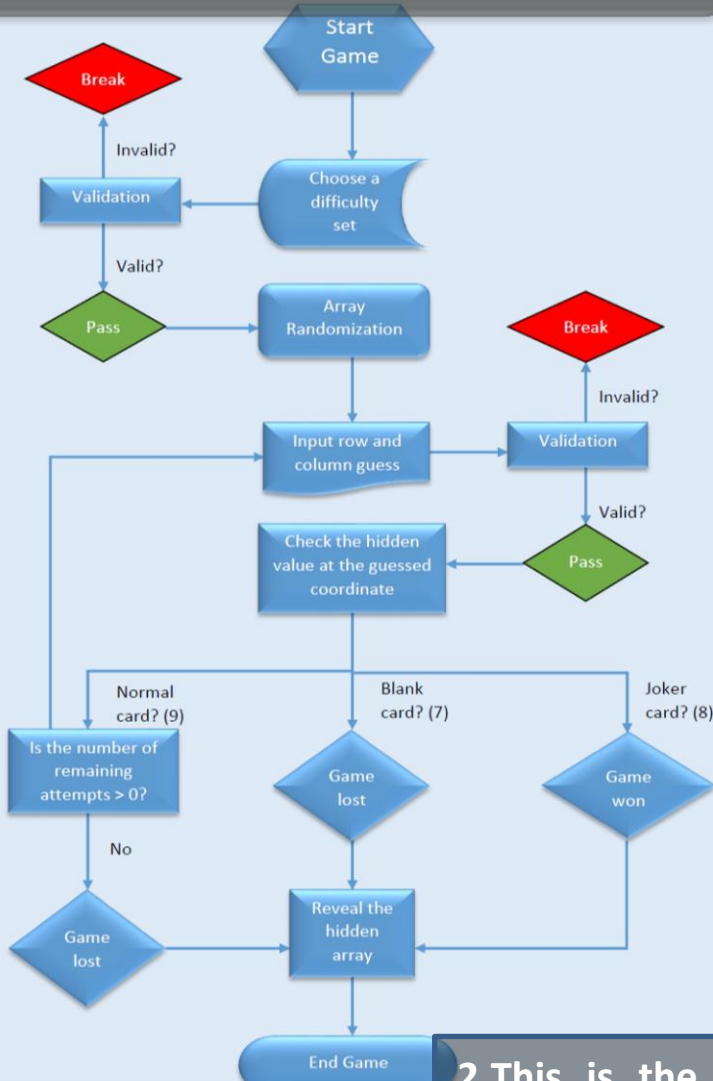 Start
Game
Break
Invalid?
Choose a
difficulty
set
Validation
Valid?
Pass
Array
Randomization
Break
Invalid?
Input row and
column guess
Validation
Valid?
Check the hidden
value at the guessed
coordinate
Pass
Normal
card? (9)
Blank
card? (7)
Joker
card? (8)
Is the number of
remaining
attempts > 0?
Game
lost
Game
won
No
Game
lost
Reveal the
hidden
array
End Game
2.This is the